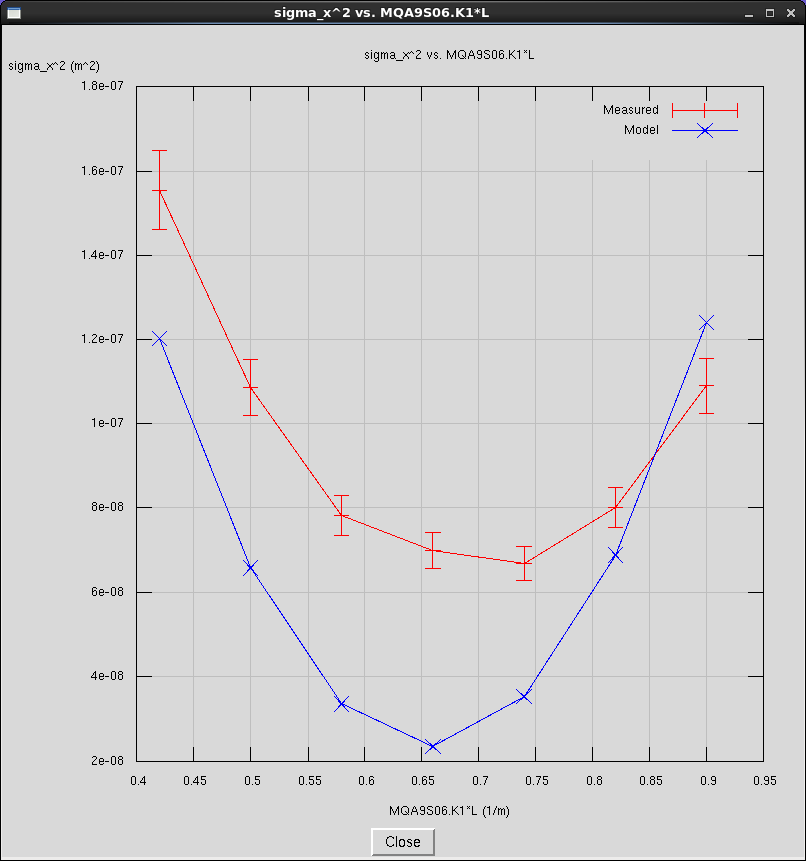 sigma_x^2 vs. MQA9S06.K1*L
sigma_x^2 vs. MQA9S06.K1*L
sigma_x^2 (m^2)
1.8e-07
Measured
Model
1.6e-07
1.4e-07
1.2e-07
1e-07
8e-08
6e-08
4e-08
2e-08
0.4 0.45 0.5 0.55 0.6 0.65 0.7 0.75 0.8 0.85 0.9 0.95
MQA9S06.K1*L (1/m)
Close